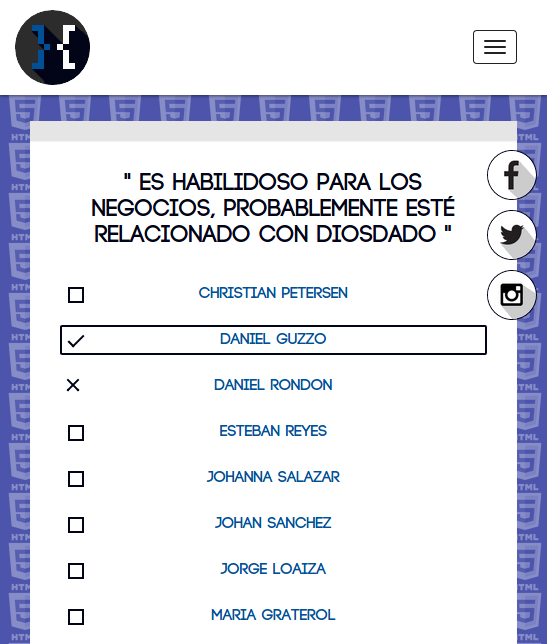 " ES HABILIDOSO PARA LOS
NEGOCIOS, PROBABLEMENTE ESTÉ
RELACIONADO CON DIOSDADO "
CHRISTIAN PETERSEN
DANIEL GUZZO
DANIEL RONDON
ESTEBAN REYES
JOHANNA SALAZAR
JOHAN SANCHEZ
JORGE LOAIZA
MARIA GRATEROL